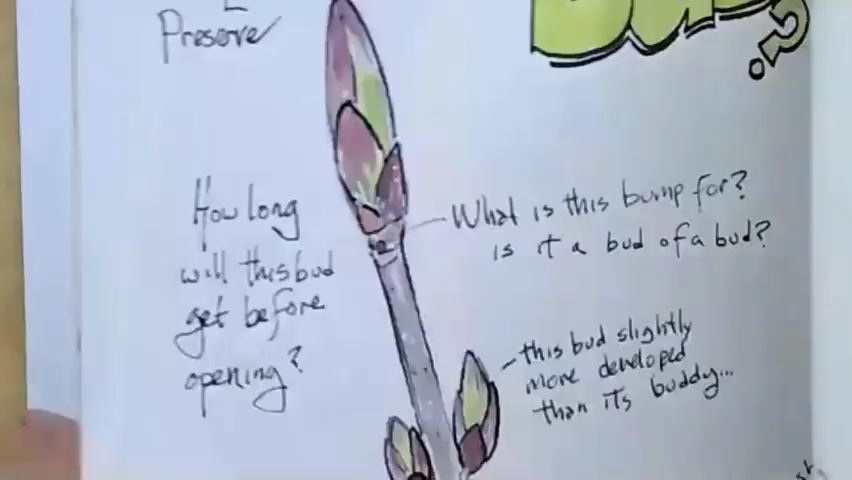 Preserve
How long
will this bud
get before
opening?
What is this bump for?
is it a bud of a bud?
this bud slightly
more developed
than its buddy...